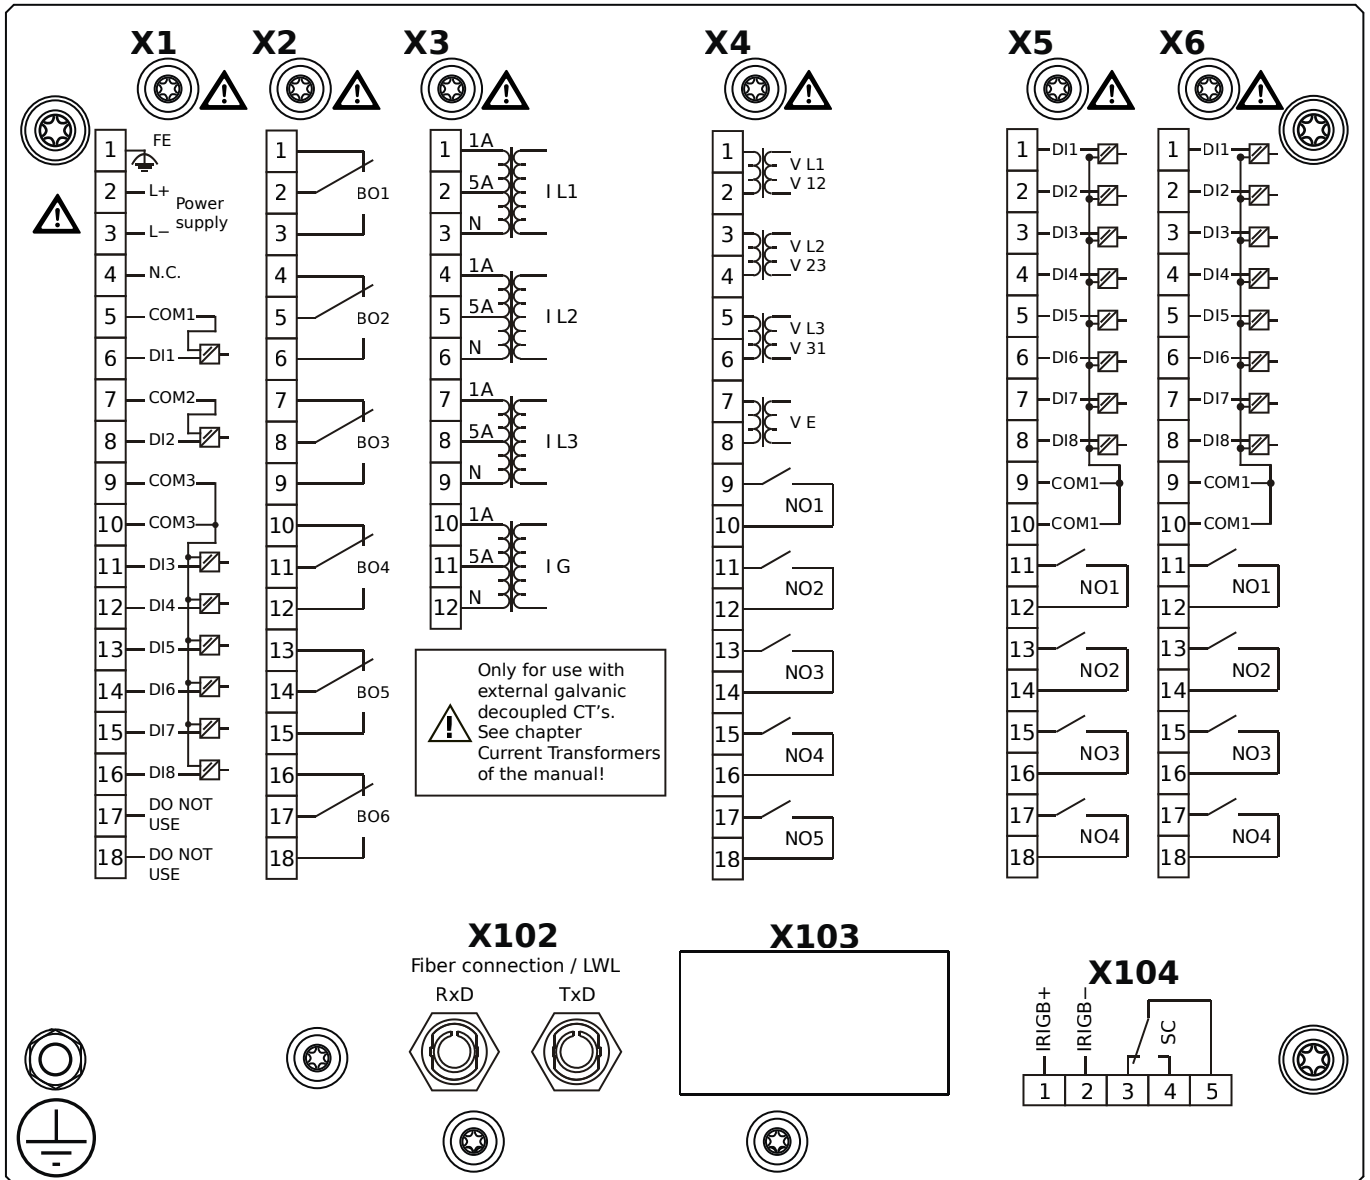 X1
1 FE
2 L+
Power
supply
3 L−
4 N.C.
5 COM1
6 DI1
7 COM2
8 DI2
9 COM3
10 COM3
11 DI3
12 DI4
13 DI5
14 DI6
15 DI7
16 DI8
17 DO NOT
USE
18 DO NOT
USE
X2
1
2 BO1
3
4
5 BO2
6
7
8 BO3
9
10
11 BO4
12
13
14 BO5
15
16
17 BO6
18
X3
1 1A
2 5A I L1
3 N
4 1A
5 5A I L2
6 N
7 1A
8 5A I L3
9 N
10 1A
11 5A I G
12 N
Only for use with
external galvanic
decoupled CT's.
See chapter
Current Transformers
of the manual!
X4
1 V L1
2 V 12
3 V L2
4 V 23
5 V L3
6 V 31
7
V E
8
9
NO1
10
11
NO2
12
13
NO3
14
15
NO4
16
17
NO5
18
X5
1 DI1
2 DI2
3 DI3
4 DI4
5 DI5
6 DI6
7 DI7
8 DI8
9 COM1
10 COM1
11
NO1
12
13
NO2
14
15
NO3
16
17
NO4
18
X6
1 DI1
2 DI2
3 DI3
4 DI4
5 DI5
6 DI6
7 DI7
8 DI8
9 COM1
10 COM1
11
NO1
12
13
NO2
14
15
NO3
16
17
NO4
18
X102
Fiber connection / LWL
RxD TxD
X103
X104
IRIGB+
IRIGB−
SC
1 2 3 4 5